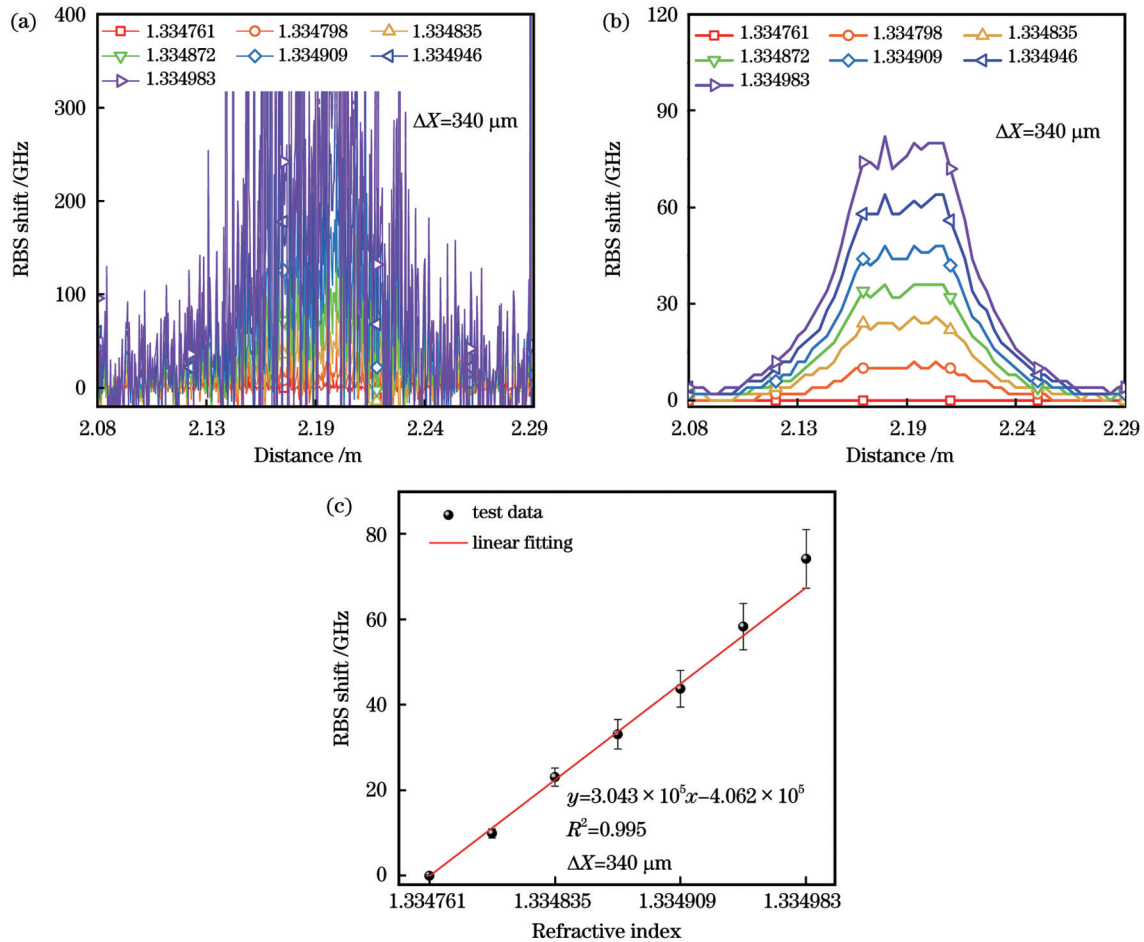 (a)
1.334761 1.334798 1.334835
1.334872 1.334909 1.334946
1.334983
ΔX=340 μm
RBS shift /GHz
400
300
200
100
0
2.08 2.13 2.19 2.24 2.29
Distance /m
(b)
1.334761 1.334798 1.334835
1.334872 1.334909 1.334946
1.334983
ΔX=340 μm
RBS shift /GHz
120
90
60
30
0
2.08 2.13 2.19 2.24 2.29
Distance /m
(c)
test data
linear fitting
RBS shift /GHz
80
60
40
20
0
y=3.043×10⁵x−4.062×10⁵
R²=0.995
ΔX=340 μm
1.334761 1.334835 1.334909 1.334983
Refractive index